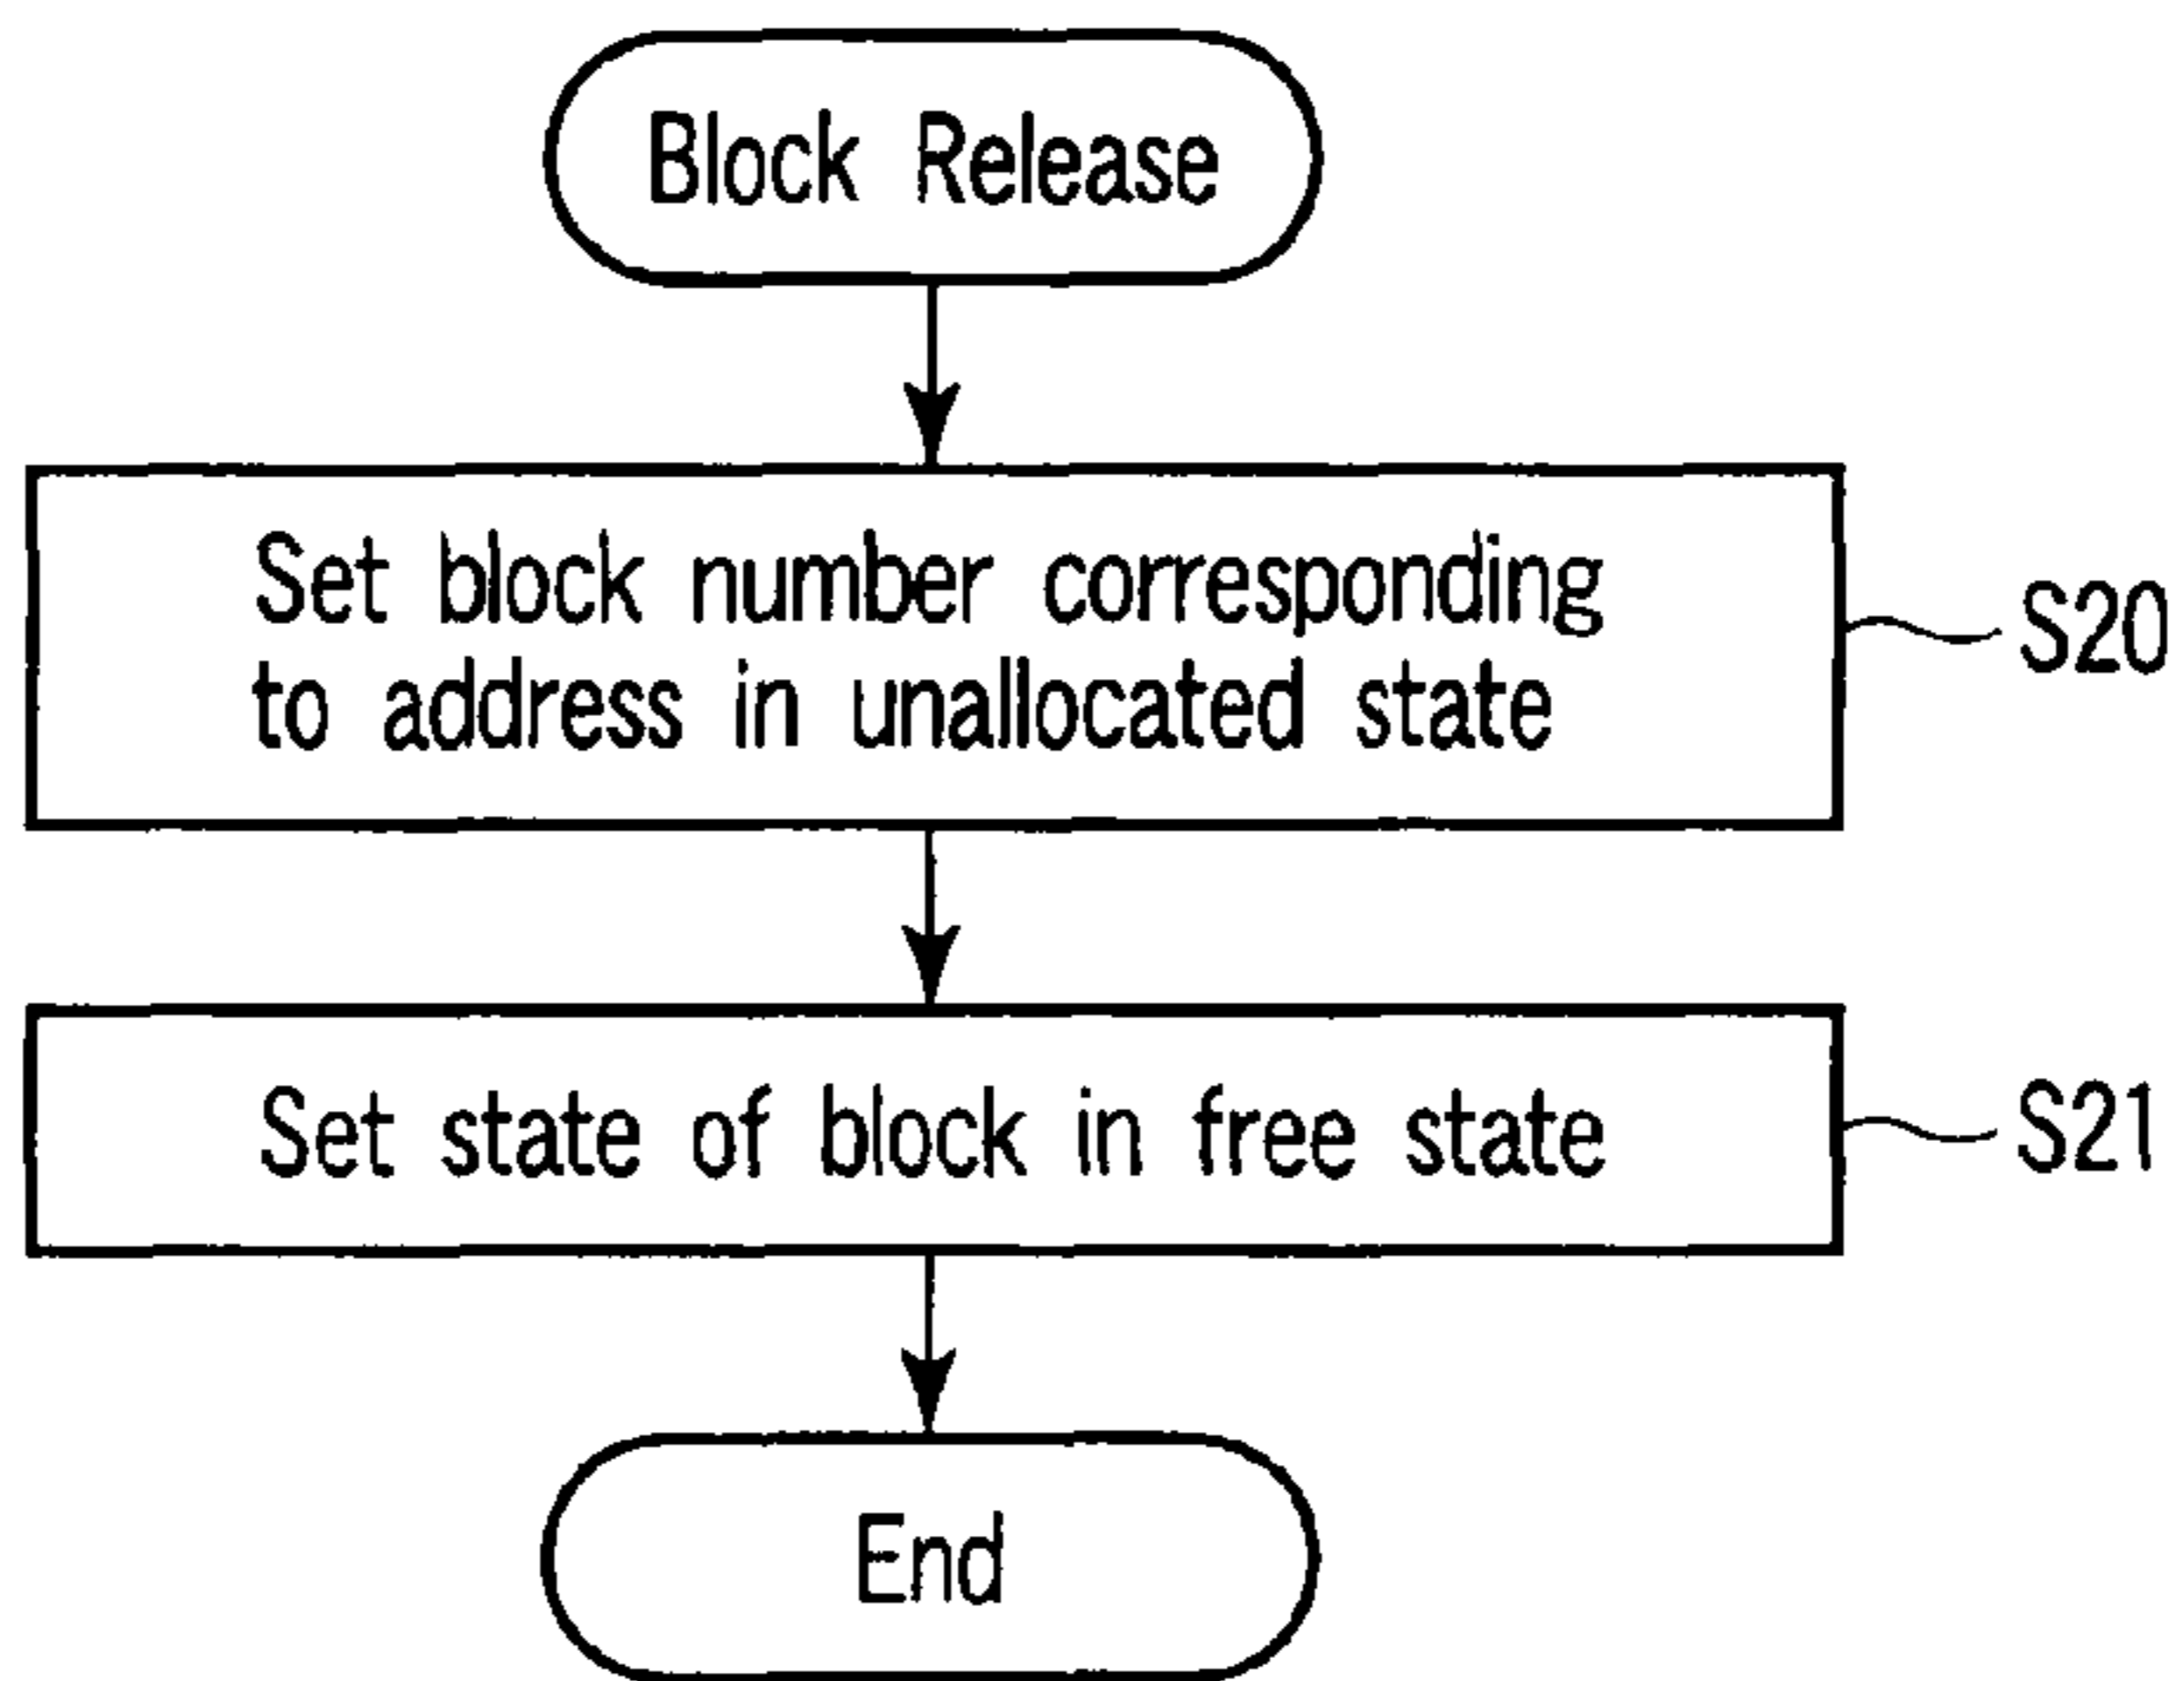 Block Release
Set block number corresponding
to address in unallocated state
S20
Set state of block in free state
S21
End